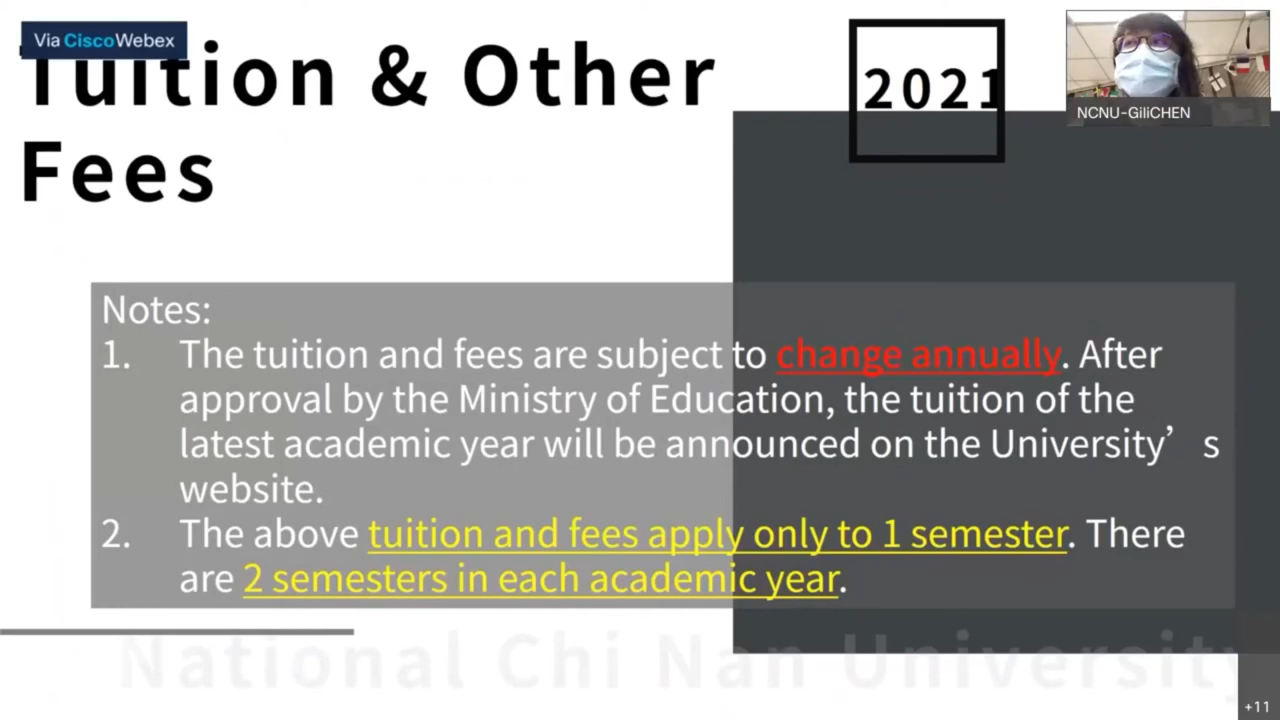 Via Cisco Webex
Tuition & Other
Fees
2021
NCNU-GiliCHEN
Notes:
1. The tuition and fees are subject to change annually. After
approval by the Ministry of Education, the tuition of the
latest academic year will be announced on the University’s
website.
2. The above tuition and fees apply only to 1 semester. There
are 2 semesters in each academic year.
National Chi Nan University
+11